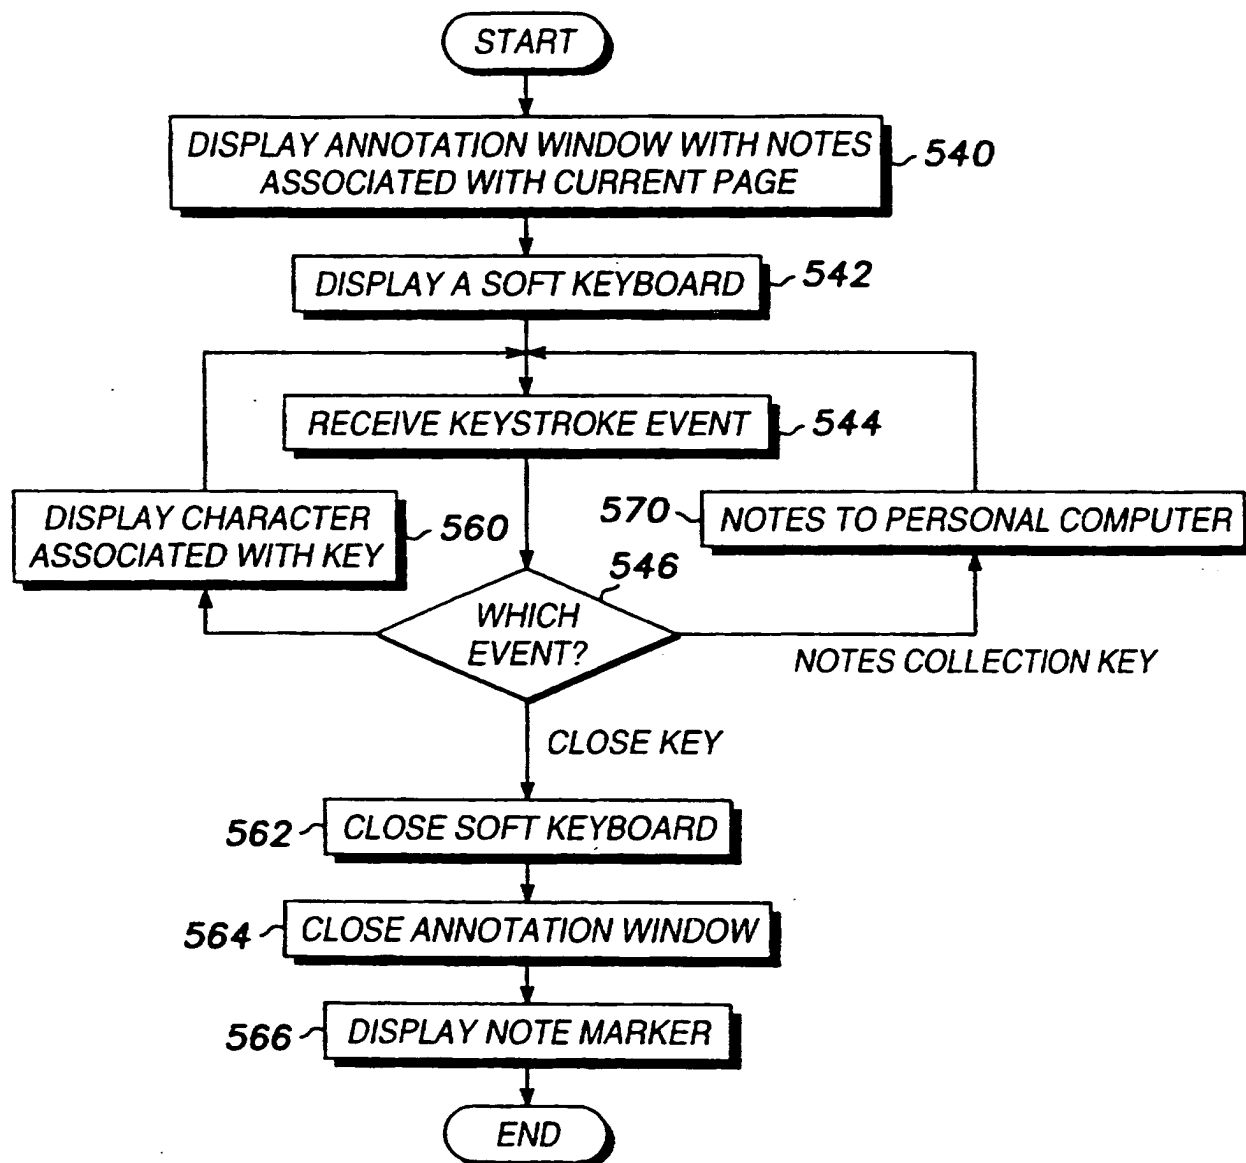 START
DISPLAY ANNOTATION WINDOW WITH NOTES
ASSOCIATED WITH CURRENT PAGE
540
DISPLAY A SOFT KEYBOARD
542
RECEIVE KEYSTROKE EVENT
544
DISPLAY CHARACTER
ASSOCIATED WITH KEY
560
570
NOTES TO PERSONAL COMPUTER
546
WHICH
EVENT?
NOTES COLLECTION KEY
CLOSE KEY
562
CLOSE SOFT KEYBOARD
564
CLOSE ANNOTATION WINDOW
566
DISPLAY NOTE MARKER
END